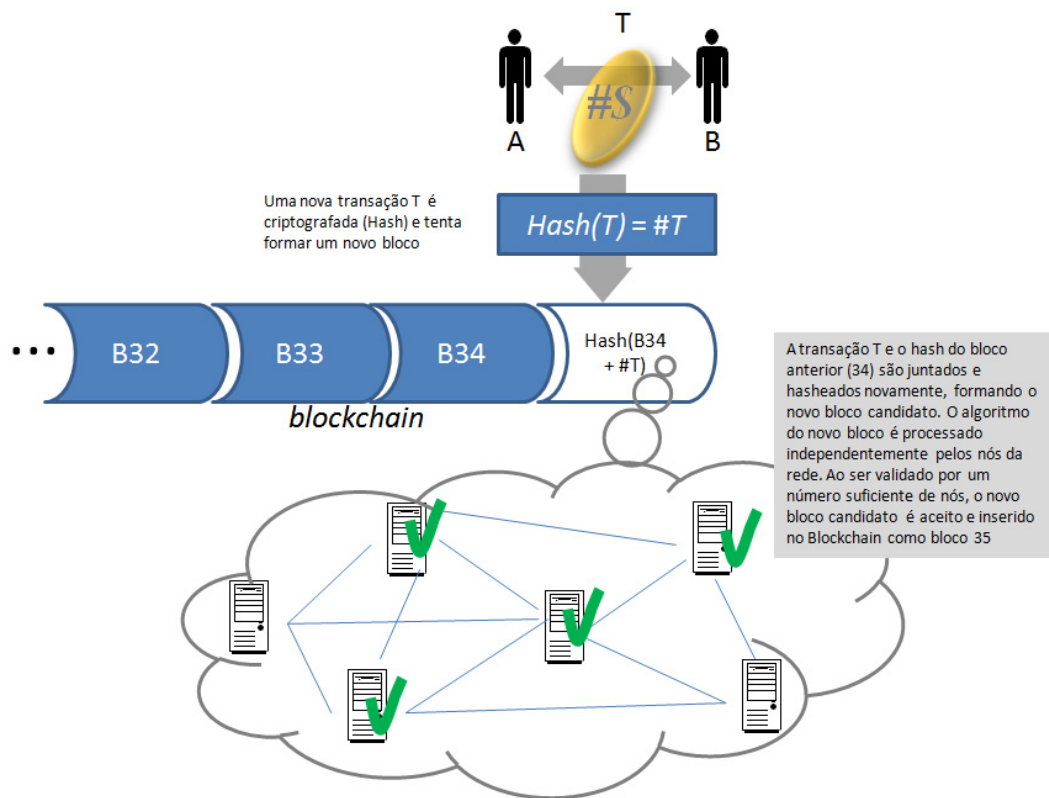 T
#$
A
B
Uma nova transação T é
criptografada (Hash) e tenta
formar um novo bloco
Hash(T) = #T
...
B32
B33
B34
Hash(B34
+ #T)
blockchain
A transação T e o hash do bloco
anterior (34) são juntados e
hasheados novamente, formando o
novo bloco candidato. O algoritmo
do novo bloco é processado
independentemente pelos nós da
rede. Ao ser validado por um
número suficiente de nós, o novo
bloco candidato é aceito e inserido
no Blockchain como bloco 35